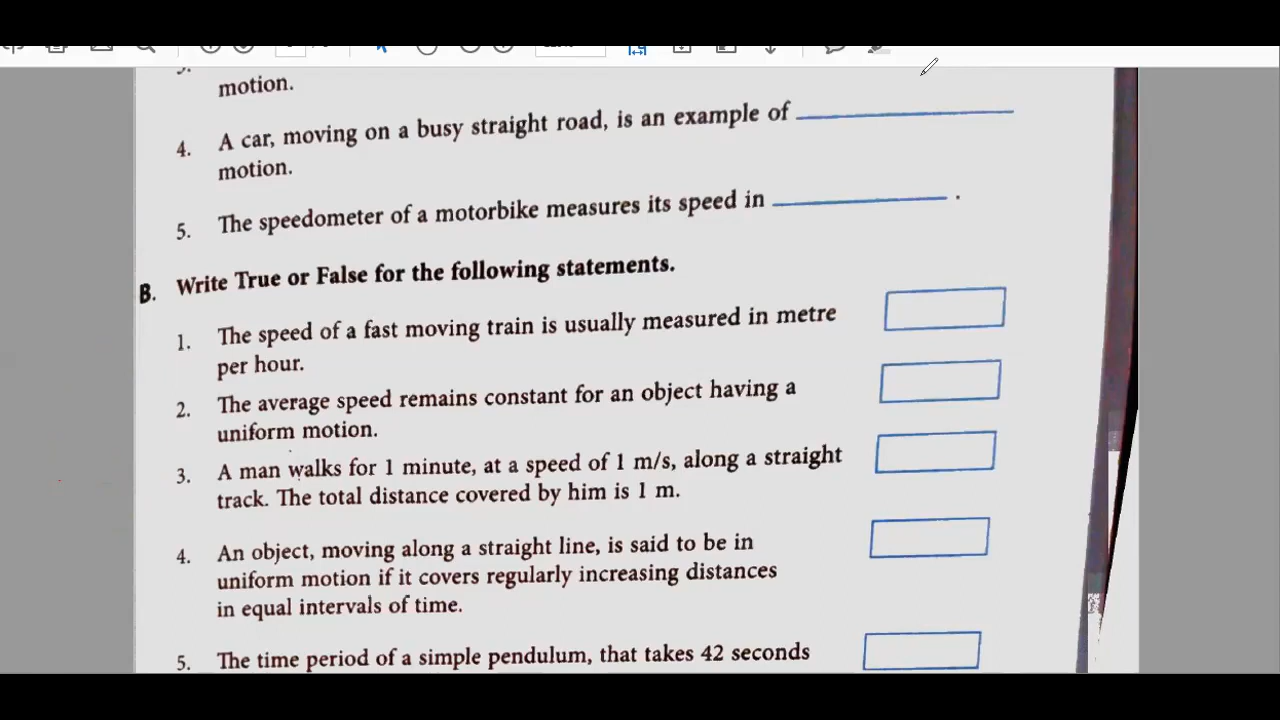 motion.
4. A car, moving on a busy straight road, is an example of
motion.
5. The speedometer of a motorbike measures its speed in .
B. Write True or False for the following statements.
1. The speed of a fast moving train is usually measured in metre
per hour.
2. The average speed remains constant for an object having a
uniform motion.
3. A man walks for 1 minute, at a speed of 1 m/s, along a straight
track. The total distance covered by him is 1 m.
4. An object, moving along a straight line, is said to be in
uniform motion if it covers regularly increasing distances
in equal intervals of time.
5. The time period of a simple pendulum, that takes 42 seconds